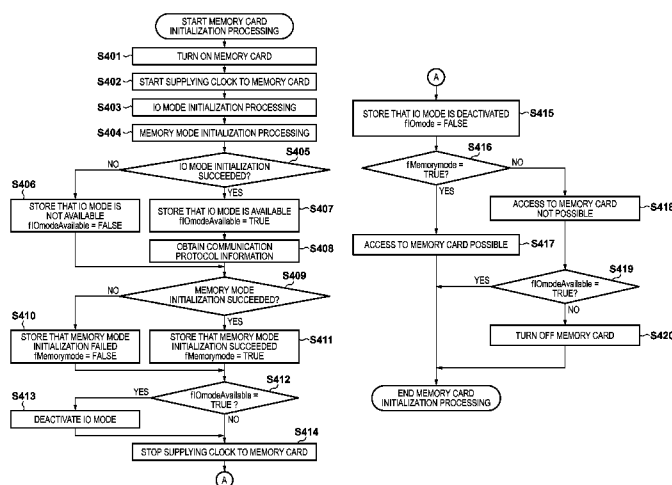 START MEMORY CARD
INITIALIZATION PROCESSING
S401
TURN ON MEMORY CARD
S402
START SUPPLYING CLOCK TO MEMORY CARD
S403
IO MODE INITIALIZATION PROCESSING
S404
MEMORY MODE INITIALIZATION PROCESSING
S405
IO MODE INITIALIZATION
SUCCEEDED?
NO
YES
S406
STORE THAT IO MODE IS
NOT AVAILABLE
fIOmodeAvailable = FALSE
S407
STORE THAT IO MODE IS AVAILABLE
fIOmodeAvailable = TRUE
S408
OBTAIN COMMUNICATION
PROTOCOL INFORMATION
S409
MEMORY MODE
INITIALIZATION SUCCEEDED?
NO
YES
S410
STORE THAT MEMORY MODE
INITIALIZATION FAILED
fMemorymode = FALSE
S411
STORE THAT MEMORY MODE
INITIALIZATION SUCCEEDED
fMemorymode = TRUE
S412
fIOmodeAvailable =
TRUE ?
YES
NO
S413
DEACTIVATE IO MODE
S414
STOP SUPPLYING CLOCK TO MEMORY CARD
A
A
S415
STORE THAT IO MODE IS DEACTIVATED
fIOmode = FALSE
S416
fMemorymode =
TRUE?
NO
YES
S418
ACCESS TO MEMORY CARD
NOT POSSIBLE
S417
ACCESS TO MEMORY CARD POSSIBLE
S419
fIOmodeAvailable =
TRUE?
YES
NO
S420
TURN OFF MEMORY CARD
END MEMORY CARD
INITIALIZATION PROCESSING